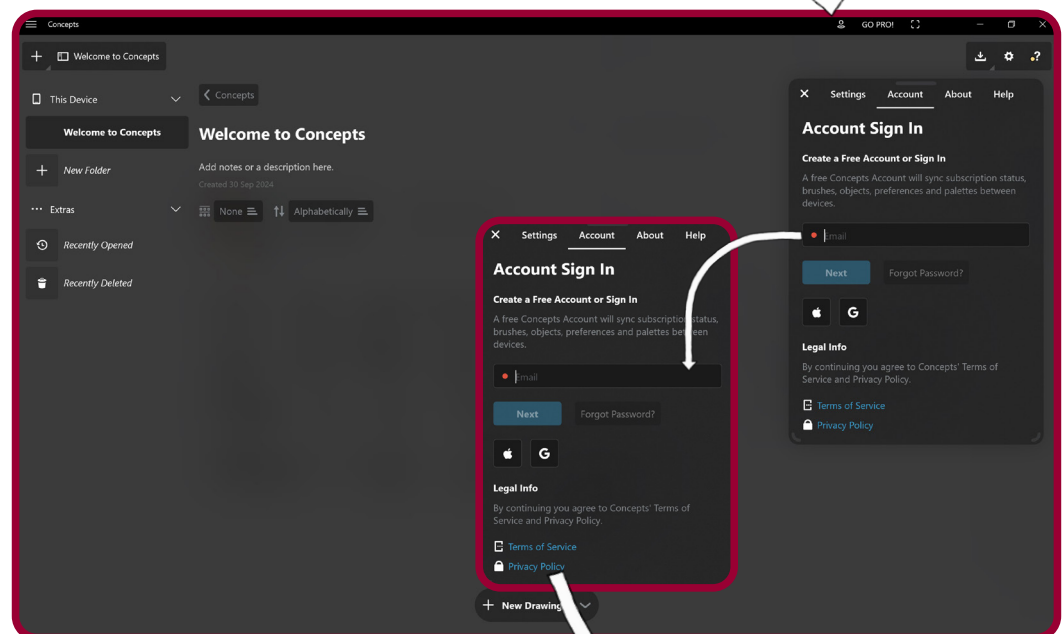 Concepts
GO PRO!
Welcome to Concepts
This Device
Welcome to Concepts
New Folder
Extras
Recently Opened
Recently Deleted
Concepts
Welcome to Concepts
Add notes or a description here.
Created 30 Sep 2024
None
Alphabetically
Settings Account About Help
Account Sign In
Create a Free Account or Sign In
A free Concepts Account will sync subscription status,
brushes, objects, preferences and palettes between
devices.
Email
Next Forgot Password?
G
Legal Info
By continuing you agree to Concepts' Terms of
Service and Privacy Policy.
Terms of Service
Privacy Policy
New Drawing
Settings Account About Help
Account Sign In
Create a Free Account or Sign In
A free Concepts Account will sync subscription status,
brushes, objects, preferences and palettes between
devices.
Email
Next Forgot Password?
G
Legal Info
By continuing you agree to Concepts' Terms of
Service and Privacy Policy.
Terms of Service
Privacy Policy